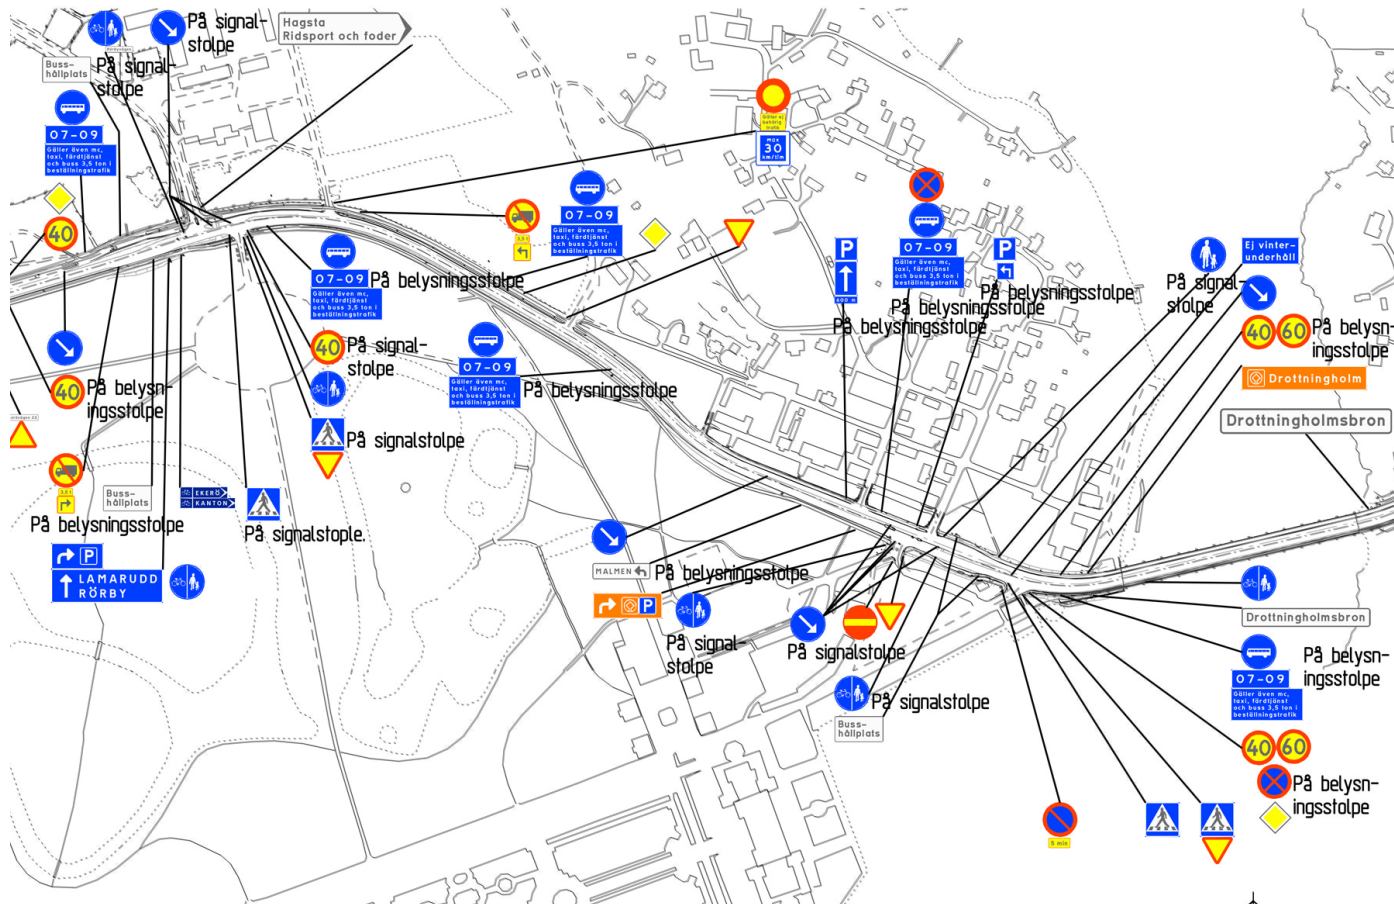 På signal-
stolpe
Hagsta
Ridsport och foder
Buss-
hållplats
På signal-
stolpe
07-09
Gäller även mc,
taxi, färdtjänst
och buss 3,5 ton i
beställningstrafik
40
Gäller ej
behörig
trafik
max
30
km/tim
07-09
Gäller även mc,
taxi, färdtjänst
och buss 3,5 ton i
beställningstrafik
07-09
Gäller även mc,
taxi, färdtjänst
och buss 3,5 ton i
beställningstrafik
På belysningsstolpe
40
På signal-
stolpe
07-09
Gäller även mc,
taxi, färdtjänst
och buss 3,5 ton i
beställningstrafik
På belysningsstolpe
P
600 m
På belysningsstolpe
07-09
Gäller även mc,
taxi, färdtjänst
och buss 3,5 ton i
beställningstrafik
På belysningsstolpe
P
På belysningsstolpe
På signal-
stolpe
Ej vinter-
underhåll
40 60
På belysn-
ingsstolpe
Drottningholm
Drottningholmsbron
40
På belysn-
ingsstolpe
På signalstolpe
Buss-
hållplats
EKERÖ
KANTON
På belysningsstolpe
På signalstople.
P
LAMARUDD
RÖRBY
MALMEN
På belysningsstolpe
P
På signal-
stolpe
På signalstolpe
På signalstolpe
Buss-
hållplats
Drottningholmsbron
07-09
Gäller även mc,
taxi, färdtjänst
och buss 3,5 ton i
beställningstrafik
På belysn-
ingsstolpe
40 60
På belysn-
ingsstolpe
5 min